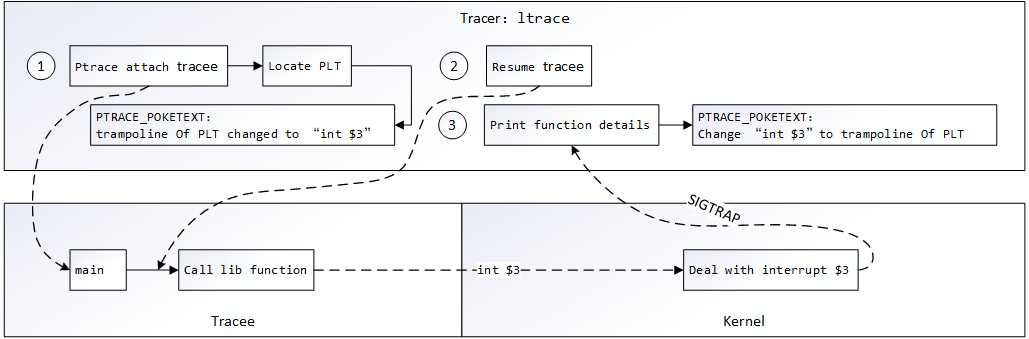 Tracer: ltrace
1
Ptrace attach tracee
Locate PLT
2
Resume tracee
PTRACE_POKETEXT:
trampoline Of PLT changed to “int $3”
3
Print function details
PTRACE_POKETEXT:
Change “int $3” to trampoline Of PLT
SIGTRAP
main
Call lib function
int $3
Deal with interrupt $3
Tracee
Kernel